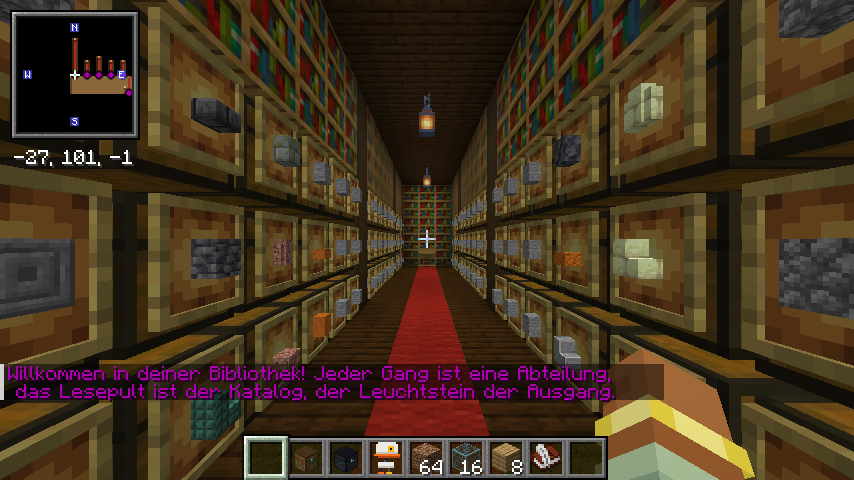 N
W
E
S
-27, 101, -1
Willkommen in deiner Bibliothek! Jeder Gang ist eine Abteilung,
das Lesepult ist der Katalog, der Leuchtstein der Ausgang.
64
16
8